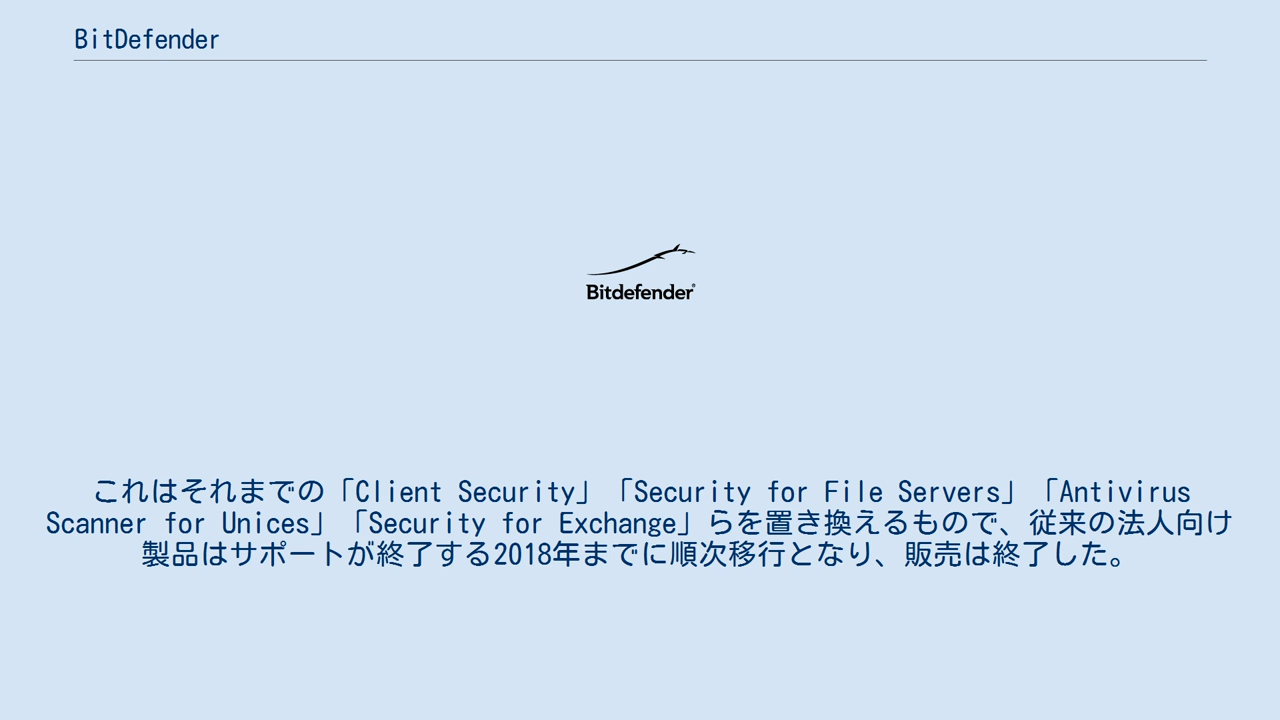 BitDefender
Bitdefender®
これはそれまでの「Client Security」「Security for File Servers」「Antivirus
Scanner for Unices」「Security for Exchange」らを置き換えるもので、従来の法人向け
製品はサポートが終了する2018年までに順次移行となり、販売は終了した。